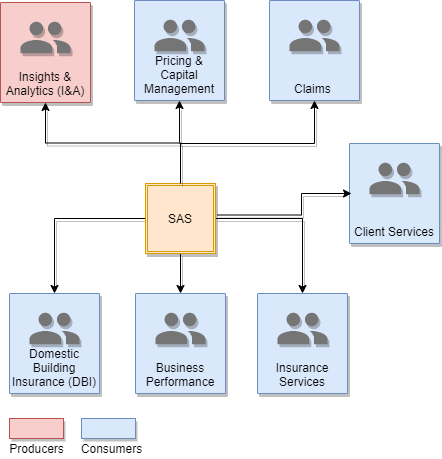 Insights &
Analytics (I&A)
Pricing &
Capital
Management
Claims
SAS
Client Services
Domestic
Building
Insurance (DBI)
Business
Performance
Insurance
Services
Producers
Consumers